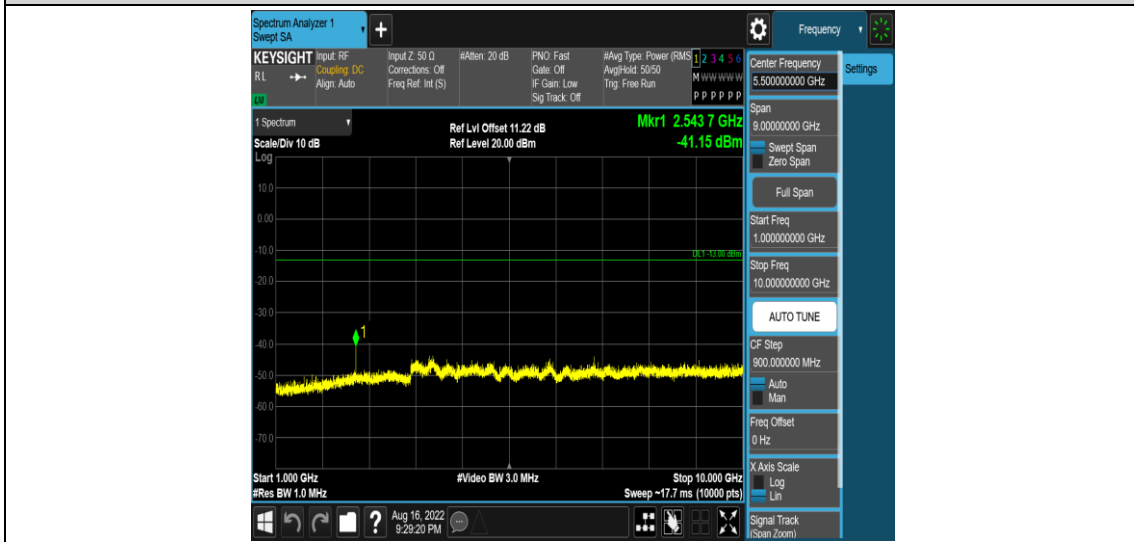 Spectrum Analyzer 1
Swept SA
Frequency
KEYSIGHT
RL
Input: RF
Coupling: DC
Align: Auto
Input Z: 50 Ω
Corrections: Off
Freq Ref: Int (S)
#Atten: 20 dB
PNO: Fast
Gate: Off
IF Gain: Low
Sig Track: Off
#Avg Type: Power (RMS
Avg|Hold: 50/50
Trig: Free Run
1 2 3 4 5 6
M W W W W W
P P P P P P
1 Spectrum
Scale/Div 10 dB
Ref Lvl Offset 11.22 dB
Ref Level 20.00 dBm
Mkr1 2.543 7 GHz
-41.15 dBm
Log
10.0
0.00
-10.0
DL1 -13.00 dBm
-20.0
-30.0
1
-40.0
-50.0
-60.0
-70.0
Start 1.000 GHz
#Res BW 1.0 MHz
#Video BW 3.0 MHz
Stop 10.000 GHz
Sweep ~17.7 ms (10000 pts)
Aug 16, 2022
9:29:20 PM
Center Frequency
5.500000000 GHz
Settings
Span
9.00000000 GHz
Swept Span
Zero Span
Full Span
Start Freq
1.000000000 GHz
Stop Freq
10.000000000 GHz
AUTO TUNE
CF Step
900.000000 MHz
Auto
Man
Freq Offset
0 Hz
X Axis Scale
Log
Lin
Signal Track
(Span Zoom)